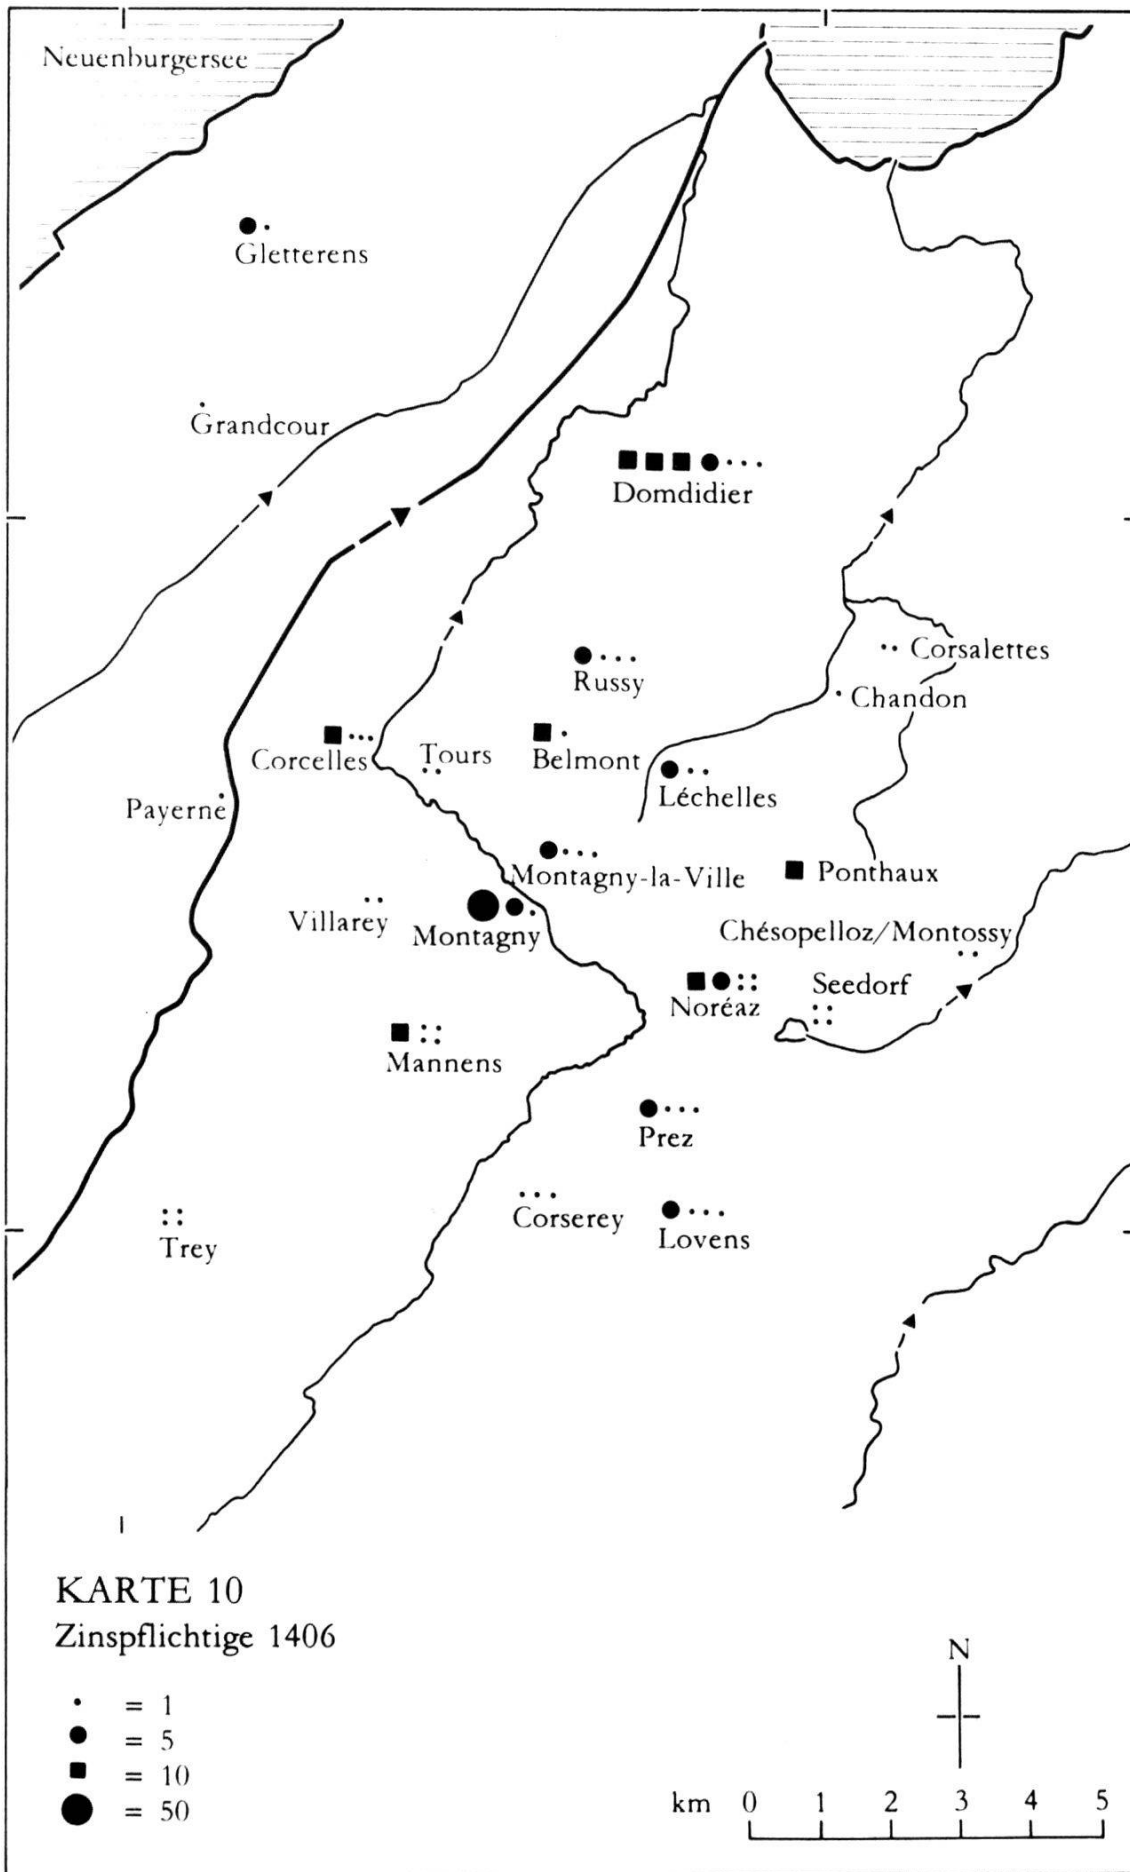 Neuenburgersee
Gletterens
Grandcour
Domdidier
Corsalettes
Russy
Chandon
Corcelles
Tours
Belmont
Léchelles
Payerne
Montagny-la-Ville
Ponthaux
Villarey
Montagny
Chésopelloz/Montossy
Seedorf
Noréaz
Mannens
Prez
Corserey
Lovens
Trey
KARTE 10
Zinspflichtige 1406
= 1
= 5
= 10
= 50
N
km 0 1 2 3 4 5